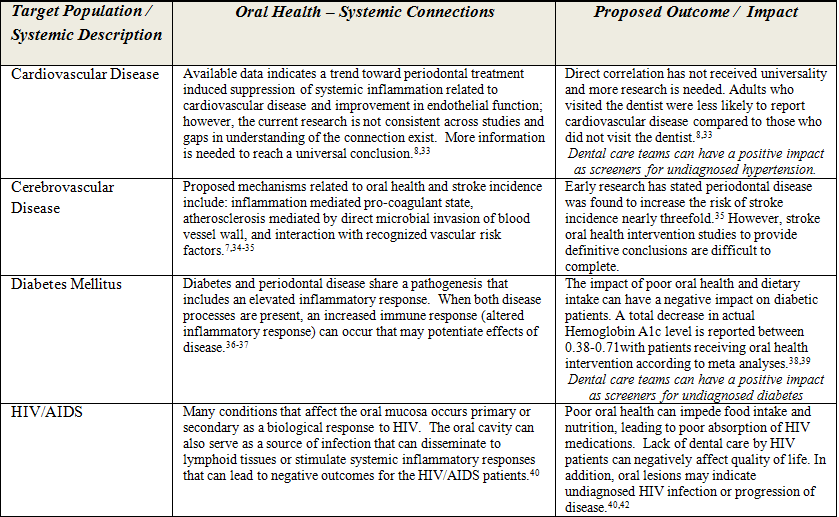 Target Population /
Systemic Description
Oral Health – Systemic Connections
Proposed Outcome / Impact
Cardiovascular Disease
Available data indicates a trend toward periodontal treatment
induced suppression of systemic inflammation related to
cardiovascular disease and improvement in endothelial function;
however, the current research is not consistent across studies and
gaps in understanding of the connection exist. More information
is needed to reach a universal conclusion.8,33
Direct correlation has not received universality
and more research is needed. Adults who
visited the dentist were less likely to report
cardiovascular disease compared to those who
did not visit the dentist.8,33
Dental care teams can have a positive impact
as screeners for undiagnosed hypertension.
Cerebrovascular
Disease
Proposed mechanisms related to oral health and stroke incidence
include: inflammation mediated pro-coagulant state,
atherosclerosis mediated by direct microbial invasion of blood
vessel wall, and interaction with recognized vascular risk
factors.7,34-35
Early research has stated periodontal disease
was found to increase the risk of stroke
incidence nearly threefold.35 However, stroke
oral health intervention studies to provide
definitive conclusions are difficult to
complete.
Diabetes Mellitus
Diabetes and periodontal disease share a pathogenesis that
includes an elevated inflammatory response. When both disease
processes are present, an increased immune response (altered
inflammatory response) can occur that may potentiate effects of
disease.36-37
The impact of poor oral health and dietary
intake can have a negative impact on diabetic
patients. A total decrease in actual
Hemoglobin A1c level is reported between
0.38-0.71with patients receiving oral health
intervention according to meta analyses.38,39
Dental care teams can have a positive impact
as screeners for undiagnosed diabetes
HIV/AIDS
Many conditions that affect the oral mucosa occurs primary or
secondary as a biological response to HIV. The oral cavity can
also serve as a source of infection that can disseminate to
lymphoid tissues or stimulate systemic inflammatory responses
that can lead to negative outcomes for the HIV/AIDS patients.40
Poor oral health can impede food intake and
nutrition, leading to poor absorption of HIV
medications. Lack of dental care by HIV
patients can negatively affect quality of life. In
addition, oral lesions may indicate
undiagnosed HIV infection or progression of
disease.40,42